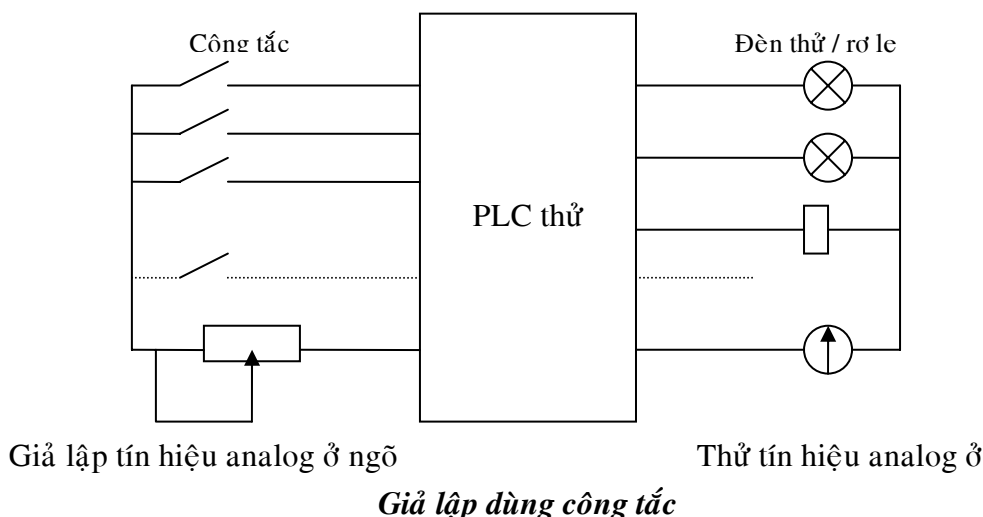 Công tắc
Đèn thử / rơ le
PLC thử
Giả lập tín hiệu analog ở ngõ
Thử tín hiệu analog ở
Giả lập dùng công tắc